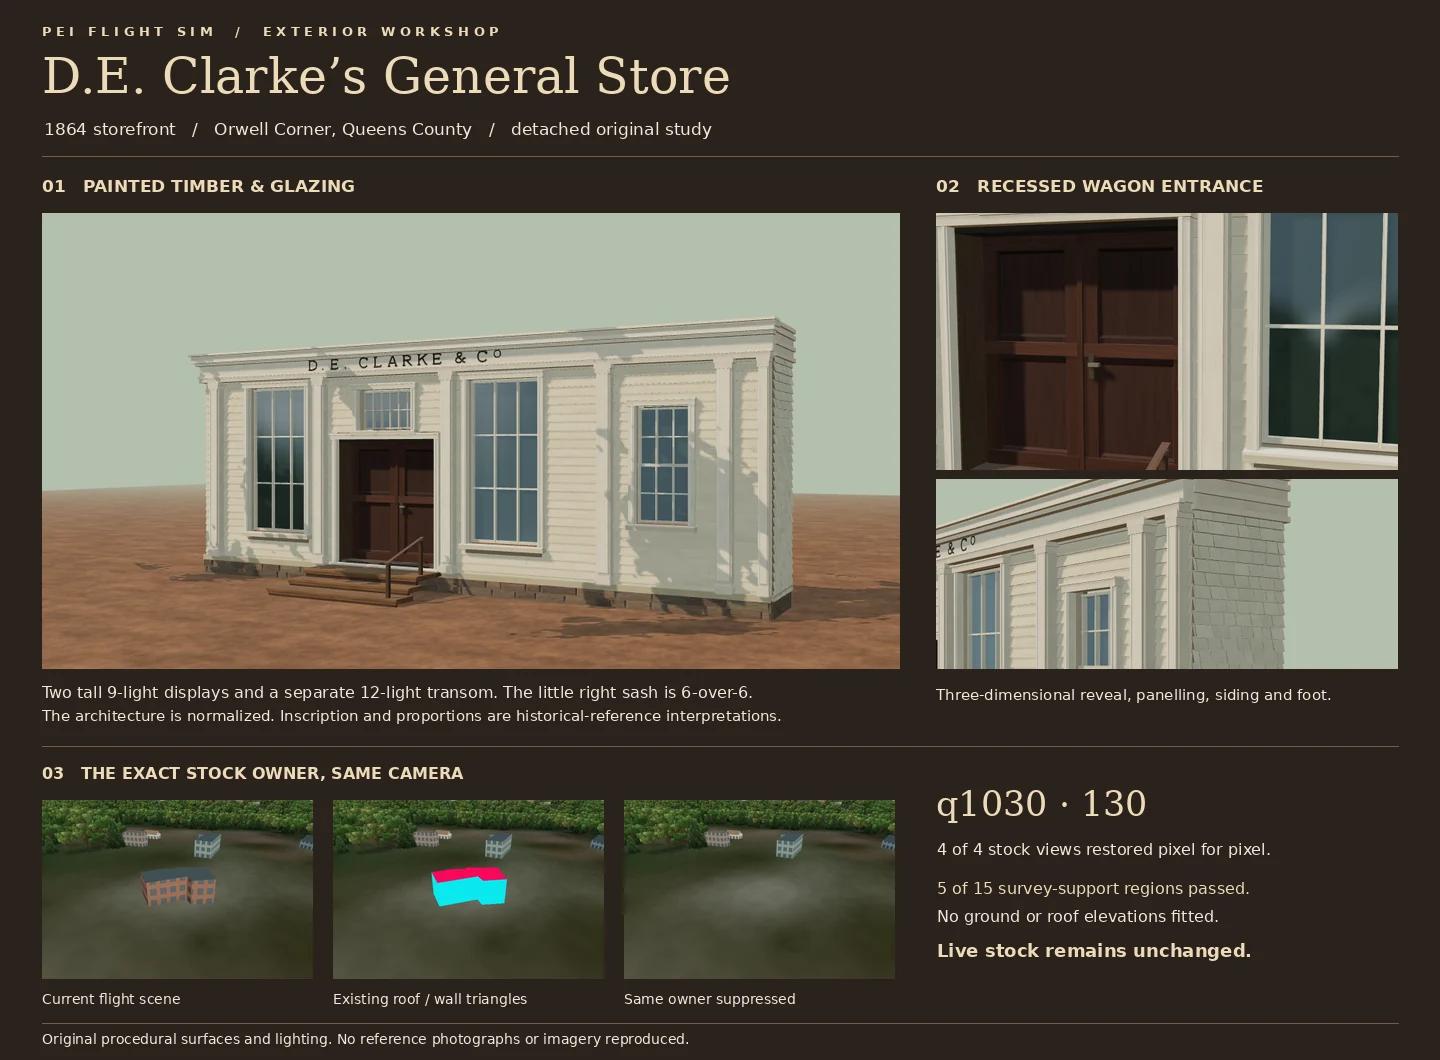 PEI FLIGHT SIM / EXTERIOR WORKSHOP
D.E. Clarke’s General Store
1864 storefront / Orwell Corner, Queens County / detached original study
01 PAINTED TIMBER & GLAZING
D.E. CLARKE & Cº
Two tall 9-light displays and a separate 12-light transom. The little right sash is 6-over-6.
The architecture is normalized. Inscription and proportions are historical-reference interpretations.
02 RECESSED WAGON ENTRANCE
E & Cº
Three-dimensional reveal, panelling, siding and foot.
03 THE EXACT STOCK OWNER, SAME CAMERA
Current flight scene
Existing roof / wall triangles
Same owner suppressed
q1030 · 130
4 of 4 stock views restored pixel for pixel.
5 of 15 survey-support regions passed.
No ground or roof elevations fitted.
Live stock remains unchanged.
Original procedural surfaces and lighting. No reference photographs or imagery reproduced.